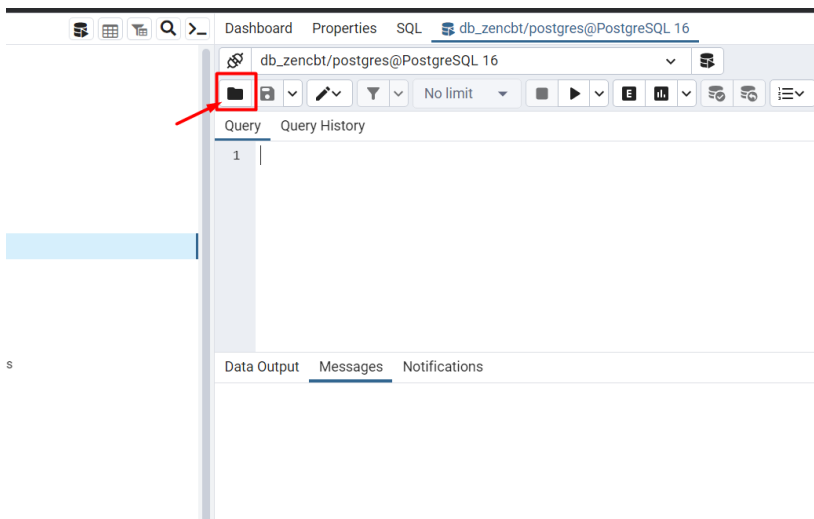 Dashboard Properties SQL db_zencbt/postgres@PostgreSQL 16
db_zencbt/postgres@PostgreSQL 16
No limit E
Query Query History
1
s
Data Output Messages Notifications